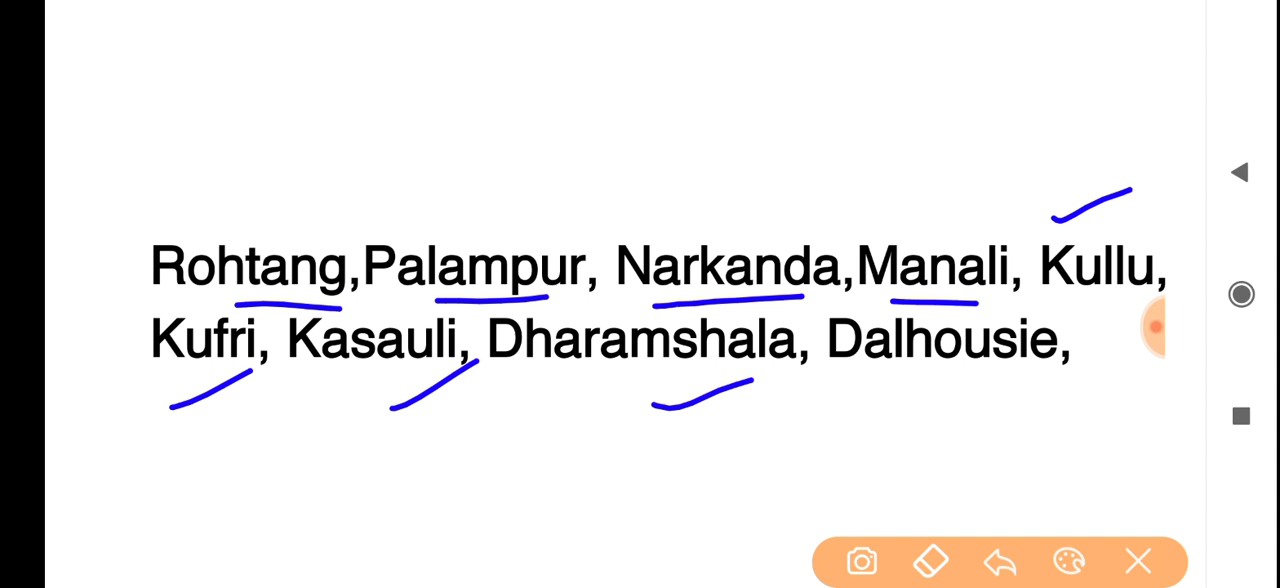 Rohtang,Palampur, Narkanda,Manali, Kullu,
Kufri, Kasauli, Dharamshala, Dalhousie,